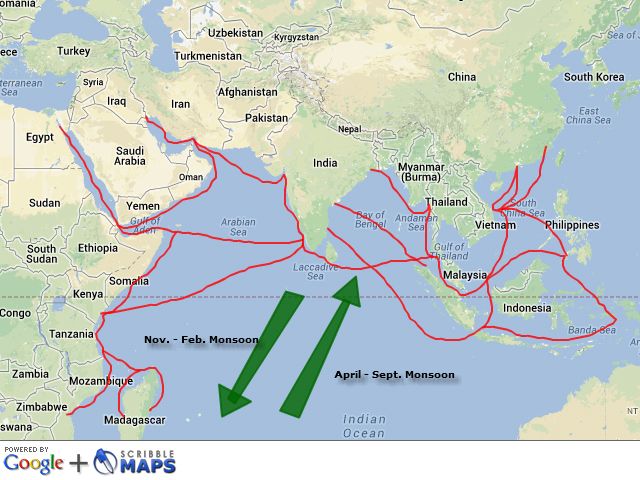 omania
Uzbekistan
Kyrgyzstan
Sea of J
Turkey
Turkmenistan
China
South Korea
Syria
terranean
Sea
Iraq
Iran
Afghanistan
East
China Sea
Pakistan
Nepal
Egypt
Saudi
Arabia
India
Myanmar
(Burma)
Oman
Sudan
Yemen
Thailand
South
China Sea
Gulf of
Aden
Arabian
Sea
Bay of
Bengal
Andaman
Sea
Vietnam
Philippines
Ethiopia
South
Sudan
Gulf of
Thailand
Laccadive
Sea
Malaysia
Somalia
Kenya
Congo
Indonesia
Banda Sea
Tanzania
Nov. - Feb. Monsoon
April - Sept. Monsoon
Zambia
Mozambique
Zimbabwe
Madagascar
swana
Indian
Ocean
POWERED BY
Google + SCRIBBLE
MAPS